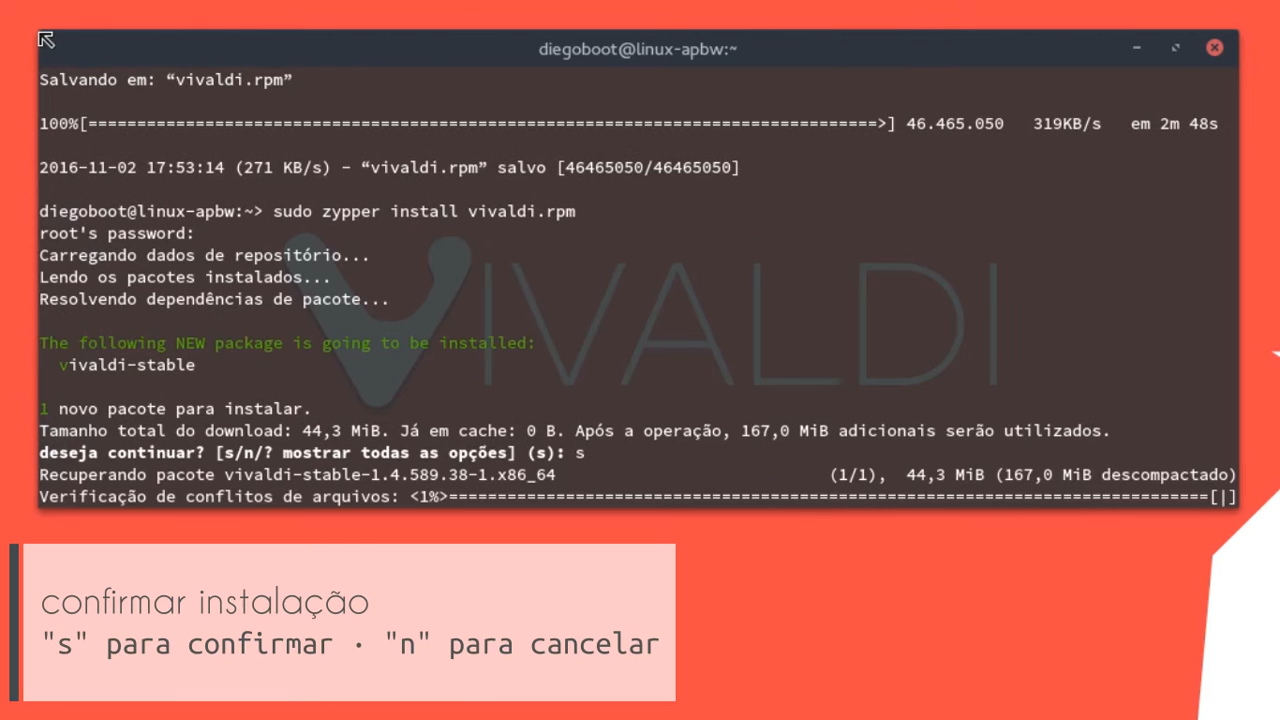 diegoboot@linux-apbw:~
Salvando em: “vivaldi.rpm”
100%[=================================================================================>] 46.465.050   319KB/s   em 2m 48s
2016-11-02 17:53:14 (271 KB/s) - “vivaldi.rpm” salvo [46465050/46465050]
diegoboot@linux-apbw:~> sudo zypper install vivaldi.rpm
root's password:
Carregando dados de repositório...
Lendo os pacotes instalados...
Resolvendo dependências de pacote...
VIVALDI
The following NEW package is going to be installed:
  vivaldi-stable
1 novo pacote para instalar.
Tamanho total do download: 44,3 MiB. Já em cache: 0 B. Após a operação, 167,0 MiB adicionais serão utilizados.
deseja continuar? [s/n/? mostrar todas as opções] (s): s
Recuperando pacote vivaldi-stable-1.4.589.38-1.x86_64                            (1/1),  44,3 MiB (167,0 MiB descompactado)
Verificação de conflitos de arquivos: <1%>==============================================================================[|]
confirmar instalação
"s" para confirmar · "n" para cancelar